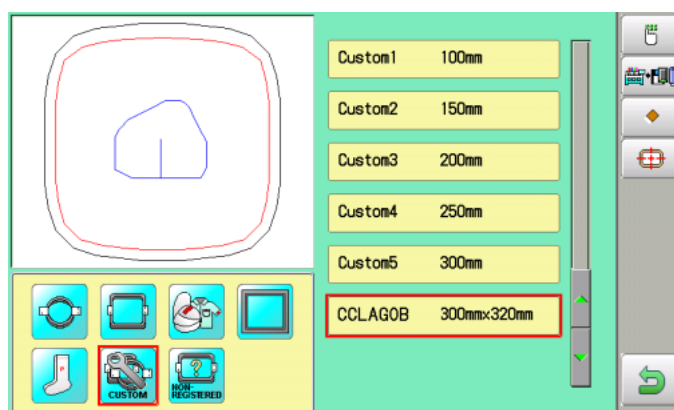 Custom1 100mm
Custom2 150mm
Custom3 200mm
Custom4 250mm
Custom5 300mm
CCLAGOB 300mm×320mm
?
CUSTOM
NON-
REGISTERED